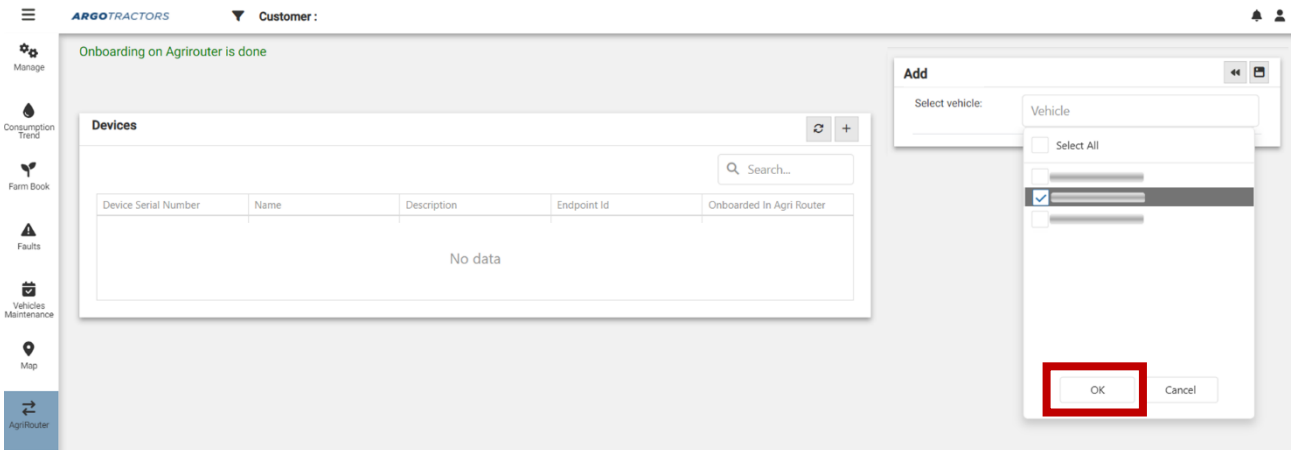 ARGOTRACTORS
Customer :
Manage
Consumption
Trend
Farm Book
Faults
Vehicles
Maintenance
Map
AgriRouter
Onboarding on Agrirouter is done
Devices
Search...
Device Serial Number Name Description Endpoint Id Onboarded In Agri Router
No data
Add
Select vehicle:
Vehicle
Select All
OK Cancel